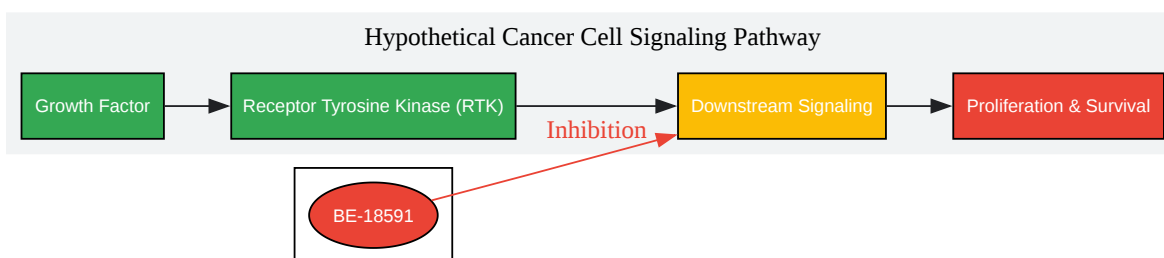 Hypothetical Cancer Cell Signaling Pathway
Growth Factor
Receptor Tyrosine Kinase (RTK)
Downstream Signaling
Proliferation & Survival
Inhibition
BE-18591